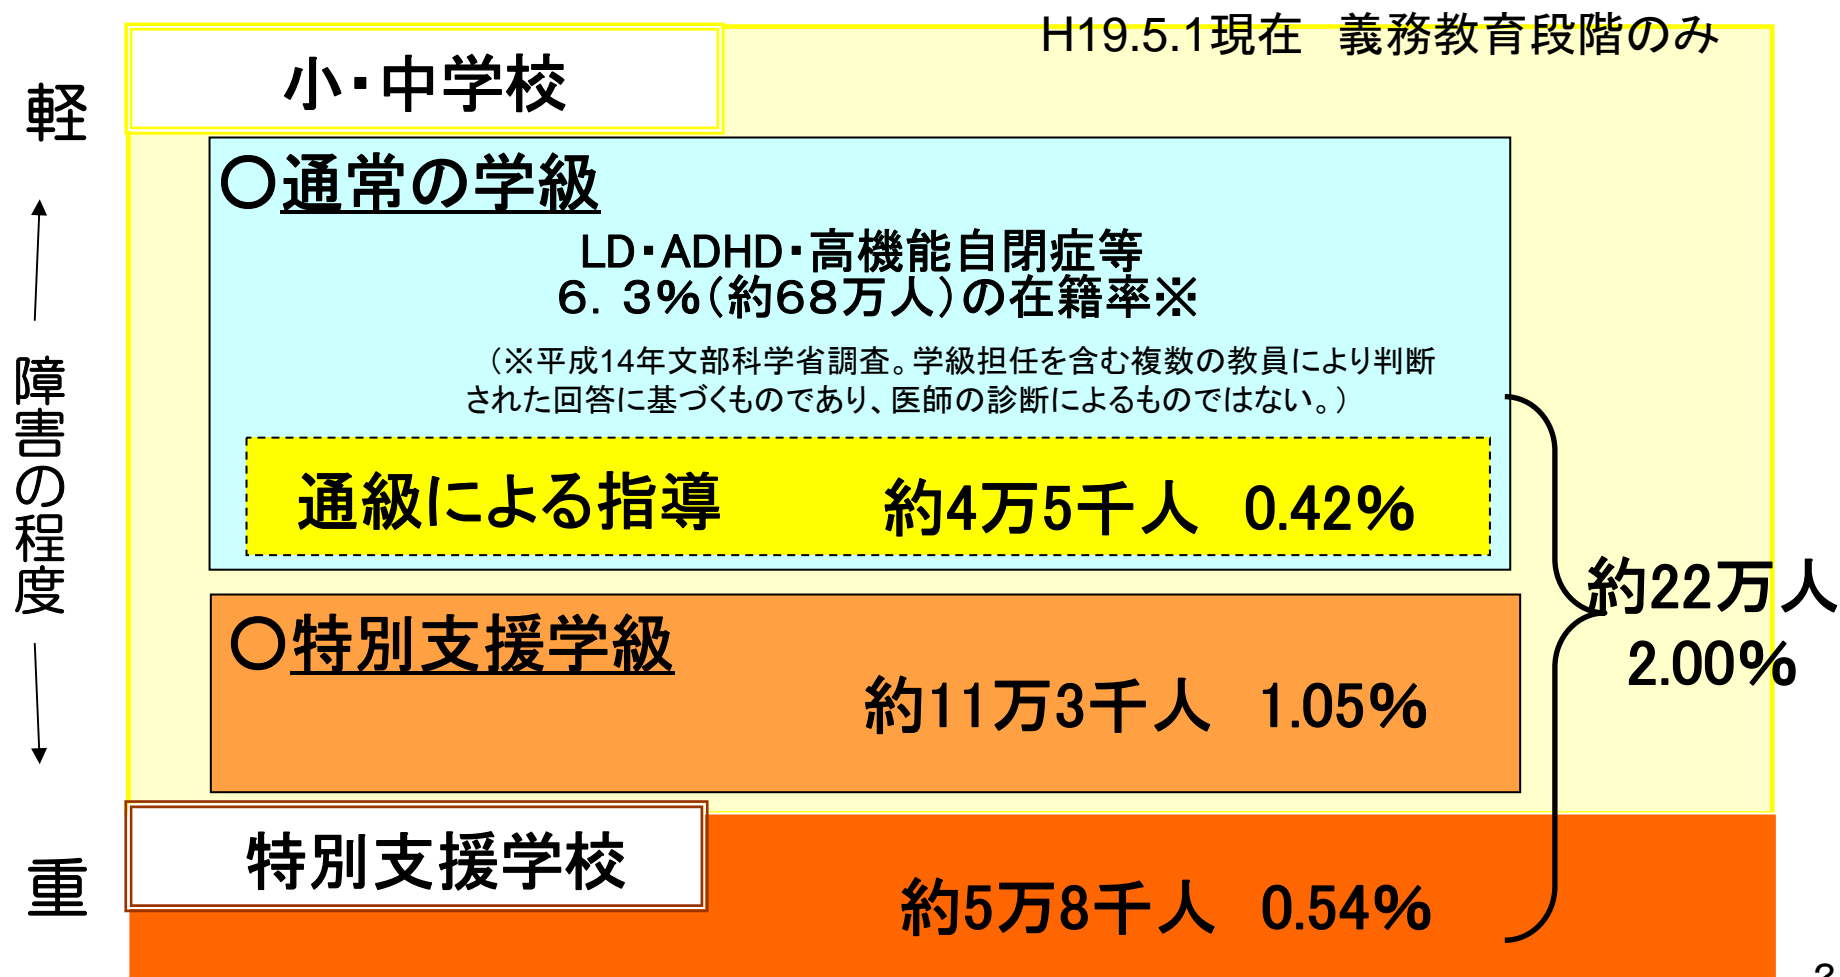 H19.5.1現在　義務教育段階のみ
小・中学校
軽
障害の程度
重
○通常の学級
LD・ADHD・高機能自閉症等
６．３％（約６８万人）の在籍率※
（※平成14年文部科学省調査。学級担任を含む複数の教員により判断
された回答に基づくものであり、医師の診断によるものではない。）
通級による指導　約4万5千人　0.42％
○特別支援学級
約11万3千人　1.05％
約22万人
2.00％
特別支援学校
約5万8千人　0.54％